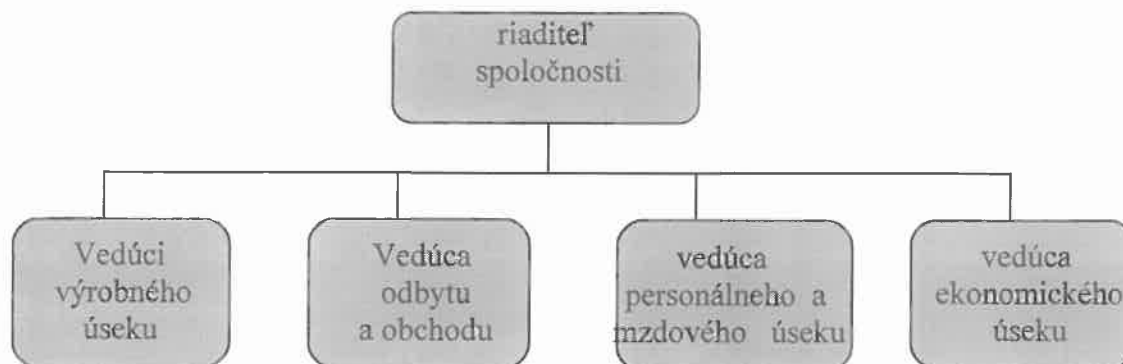 riaditeľ
spoločnosti
Vedúci
výrobného
úseku
Vedúca
odbytu
a obchodu
vedúca
personálneho a
mzdového úseku
vedúca
ekonomického
úseku